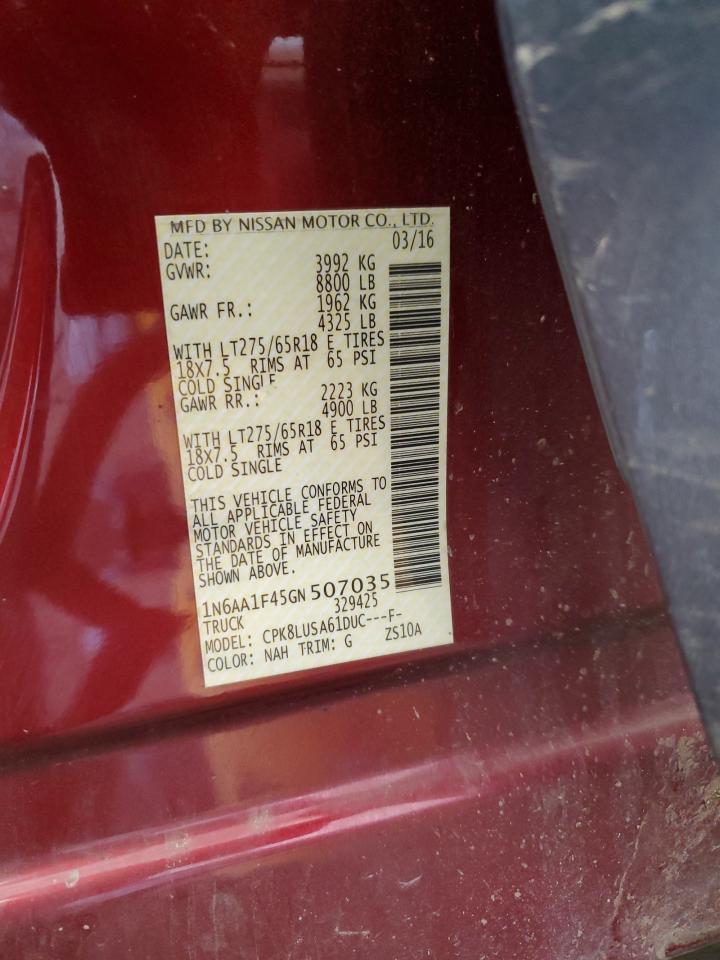 MFD BY NISSAN MOTOR CO., LTD.
DATE: 03/16
GVWR: 3992 KG
8800 LB
GAWR FR.: 1962 KG
4325 LB
WITH LT275/65R18 E TIRES
18X7.5 RIMS AT 65 PSI
COLD SINGLE
GAWR RR.: 2223 KG
4900 LB
WITH LT275/65R18 E TIRES
18X7.5 RIMS AT 65 PSI
COLD SINGLE
THIS VEHICLE CONFORMS TO
ALL APPLICABLE FEDERAL
MOTOR VEHICLE SAFETY
STANDARDS IN EFFECT ON
THE DATE OF MANUFACTURE
SHOWN ABOVE.
1N6AA1F45GN507035
TRUCK 329425
MODEL: CPK8LUSA61DUC---F-
COLOR: NAH TRIM: G ZS10A